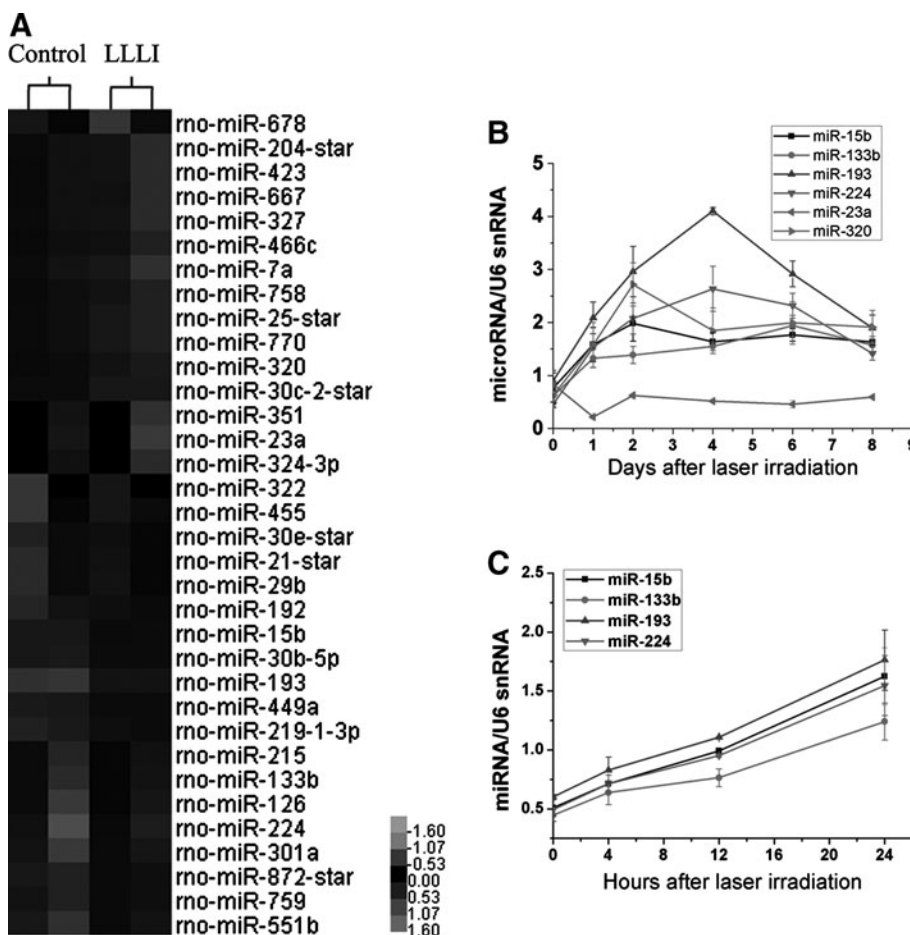 A
Control LLLI
rno-miR-678
rno-miR-204-star
rno-miR-423
rno-miR-667
rno-miR-327
rno-miR-466c
rno-miR-7a
rno-miR-758
rno-miR-25-star
rno-miR-770
rno-miR-320
rno-miR-30c-2-star
rno-miR-351
rno-miR-23a
rno-miR-324-3p
rno-miR-322
rno-miR-455
rno-miR-30e-star
rno-miR-21-star
rno-miR-29b
rno-miR-192
rno-miR-15b
rno-miR-30b-5p
rno-miR-193
rno-miR-449a
rno-miR-219-1-3p
rno-miR-215
rno-miR-133b
rno-miR-126
rno-miR-224
rno-miR-301a
rno-miR-872-star
rno-miR-759
rno-miR-551b
-1.60
-1.07
-0.53
0.00
0.53
1.07
1.60
B
miR-15b
miR-133b
miR-193
miR-224
miR-23a
miR-320
microRNA/U6 snRNA
5
4
3
2
1
0
0 1 2 3 4 5 6 7 8 9
Days after laser irradiation
C
miR-15b
miR-133b
miR-193
miR-224
miRNA/U6 snRNA
2.5
2.0
1.5
1.0
0.5
0 4 8 12 16 20 24
Hours after laser irradiation